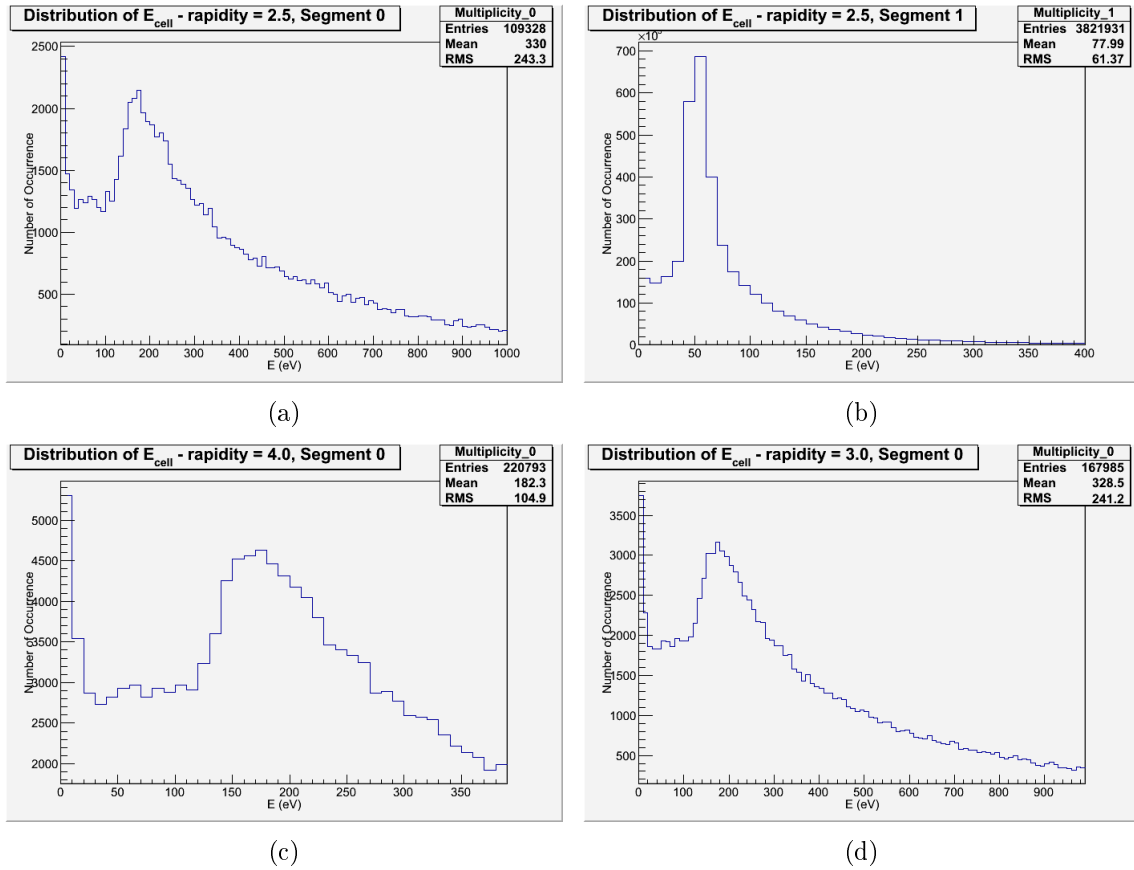 Distribution of Ecell - rapidity = 2.5, Segment 0
Multiplicity_0
Entries 109328
Mean 330
RMS 243.3
Number of Occurrence
2500
2000
1500
1000
500
0 100 200 300 400 500 600 700 800 900 1000
E (eV)
(a)
Distribution of Ecell - rapidity = 2.5, Segment 1
Multiplicity_1
Entries 3821931
Mean 77.99
RMS 61.37
Number of Occurrence
700
600
500
400
300
200
100
0
0 50 100 150 200 250 300 350 400
E (eV)
(b)
Distribution of Ecell - rapidity = 4.0, Segment 0
Multiplicity_0
Entries 220793
Mean 182.3
RMS 104.9
Number of Occurrence
5000
4500
4000
3500
3000
2500
2000
0 50 100 150 200 250 300 350
E (eV)
(c)
Distribution of Ecell - rapidity = 3.0, Segment 0
Multiplicity_0
Entries 167985
Mean 328.5
RMS 241.2
Number of Occurrence
3500
3000
2500
2000
1500
1000
500
0 100 200 300 400 500 600 700 800 900
E (eV)
(d)